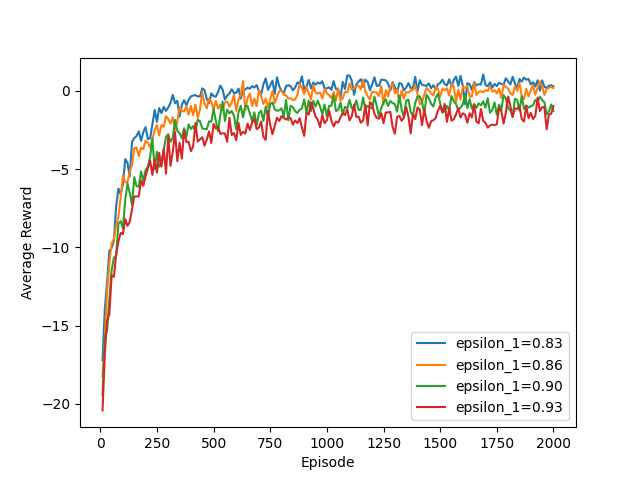 Average Reward
0
−5
−10
−15
−20
0
250
500
750
1000
1250
1500
1750
2000
Episode
epsilon_1=0.83
epsilon_1=0.86
epsilon_1=0.90
epsilon_1=0.93